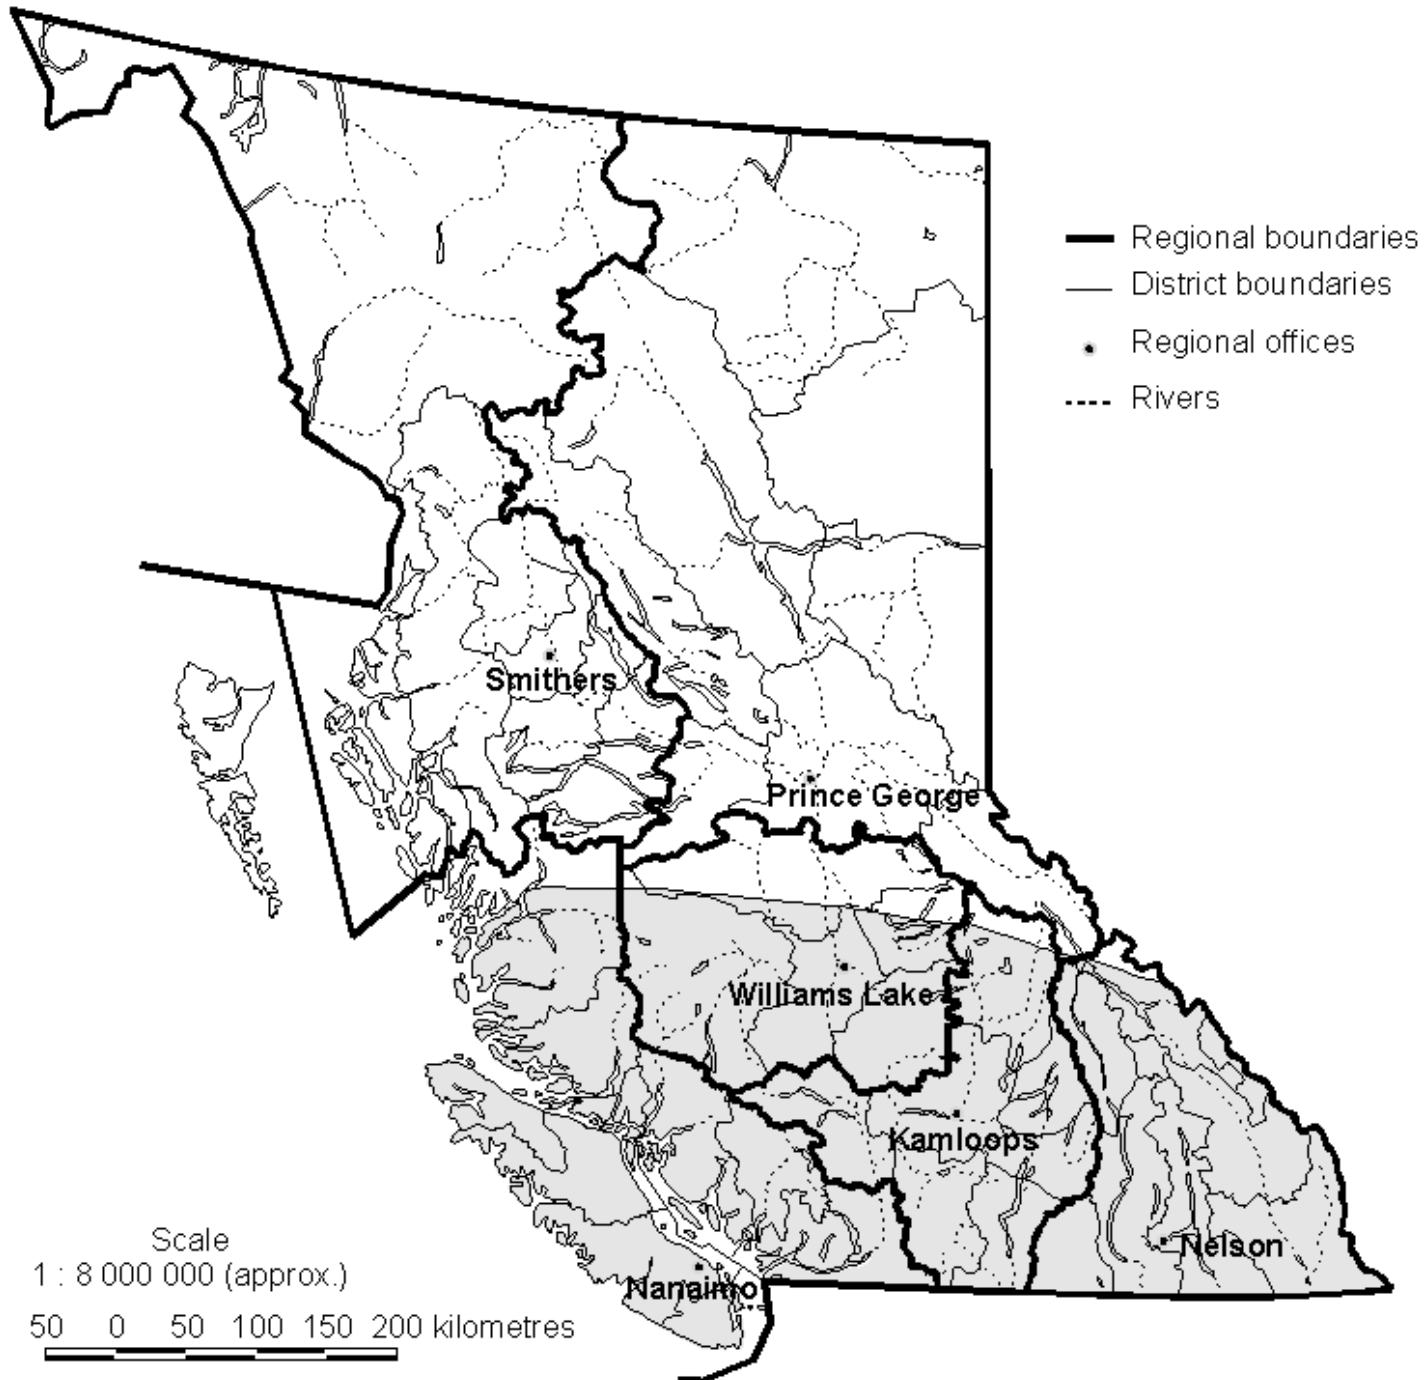 Regional boundaries
District boundaries
Regional offices
Rivers
Smithers
Prince George
Williams Lake
Kamloops
Nelson
Nanaimo
Scale
1 : 8 000 000 (approx.)
50 0 50 100 150 200 kilometres